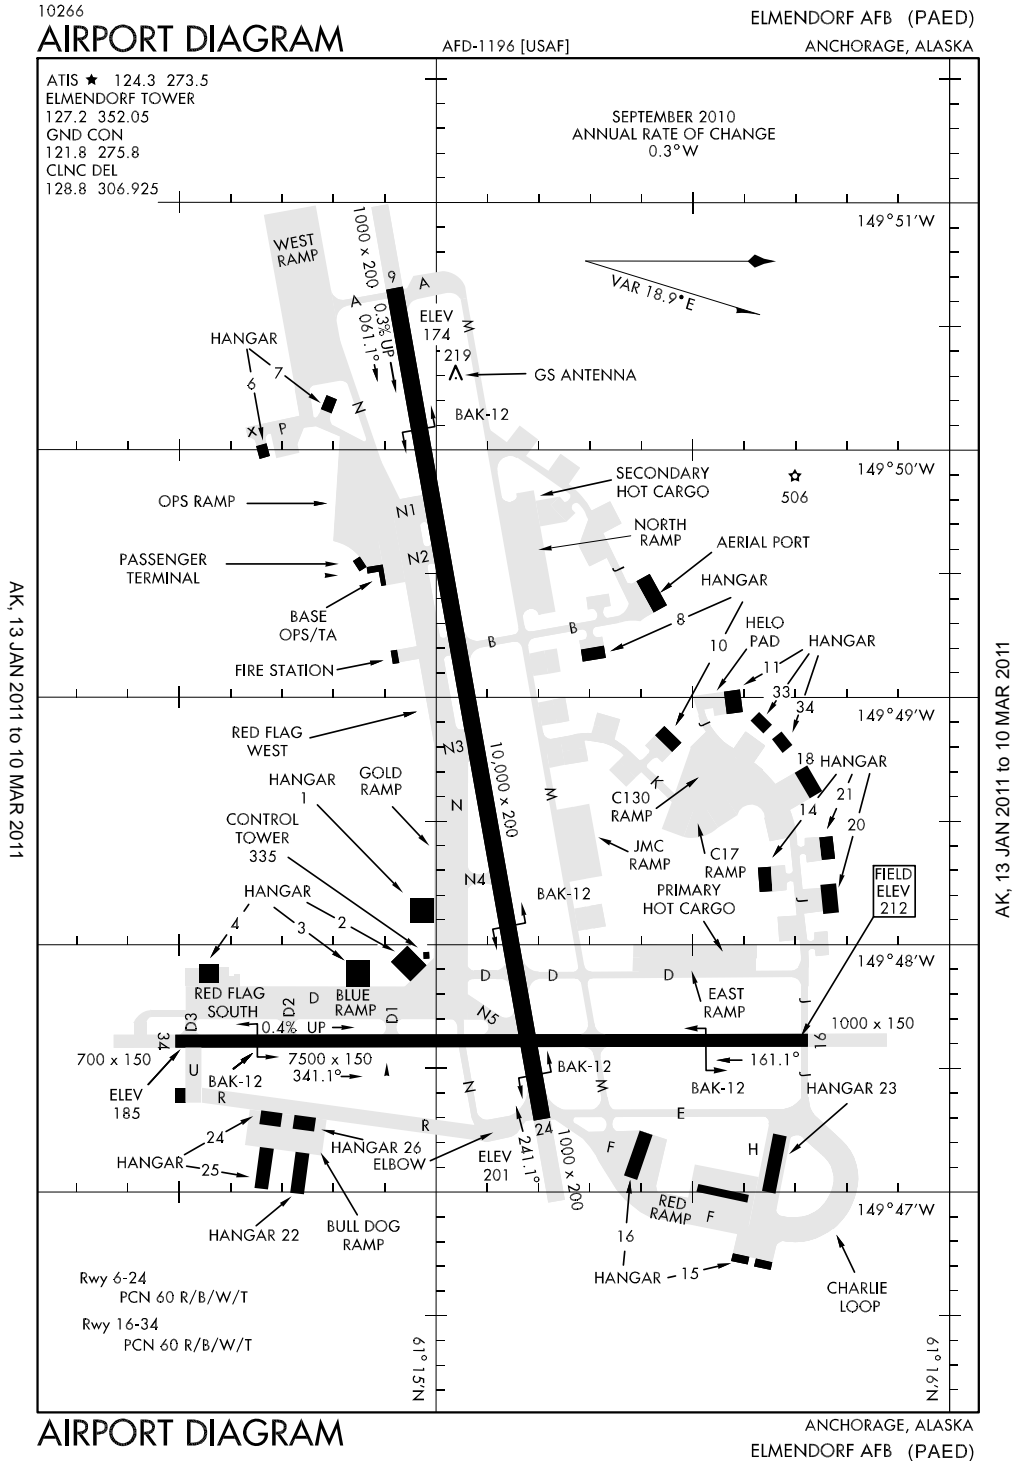 10266
AIRPORT DIAGRAM
AFD-1196 [USAF]
ELMENDORF AFB (PAED)
ANCHORAGE, ALASKA
ATIS ★ 124.3 273.5
ELMENDORF TOWER
127.2 352.05
GND CON
121.8 275.8
CLNC DEL
128.8 306.925
SEPTEMBER 2010
ANNUAL RATE OF CHANGE
0.3°W
149°51'W
VAR 18.9°E
WEST
RAMP
1000 x 200
9
A
A
0.3% UP
061.1°
ELEV
174
M
219
GS ANTENNA
HANGAR
7
6
N
X
P
BAK-12
149°50'W
506
SECONDARY
HOT CARGO
OPS RAMP
N1
NORTH
RAMP
N2
AERIAL PORT
PASSENGER
TERMINAL
J
HANGAR
BASE
OPS/TA
B
B
8
10
HELO
PAD
HANGAR
FIRE STATION
11
33
34
149°49'W
J
RED FLAG
WEST
N3
10,000 x 200
HANGAR
1
GOLD
RAMP
N
M
K
C130
RAMP
18
HANGAR
14
21
20
CONTROL
TOWER
335
JMC
RAMP
C17
RAMP
N4
BAK-12
PRIMARY
HOT CARGO
FIELD
ELEV
212
J
HANGAR
4
3
2
149°48'W
D
D
D
RED FLAG
SOUTH
D2
D
BLUE
RAMP
D1
D3
N5
EAST
RAMP
J
34
0.4% UP
16
1000 x 150
700 x 150
7500 x 150
341.1°
161.1°
BAK-12
U
BAK-12
BAK-12
J
HANGAR 23
ELEV
185
R
N
M
E
R
24
HANGAR
25
HANGAR 26
ELBOW
ELEV
201
241.1°
24
1000 x 200
F
H
HANGAR 22
BULL DOG
RAMP
RED
RAMP
F
149°47'W
16
HANGAR
15
CHARLIE
LOOP
Rwy 6-24
PCN 60 R/B/W/T
Rwy 16-34
PCN 60 R/B/W/T
61°15'N
61°16'N
AK, 13 JAN 2011 to 10 MAR 2011
AK, 13 JAN 2011 to 10 MAR 2011
AIRPORT DIAGRAM
ANCHORAGE, ALASKA
ELMENDORF AFB (PAED)